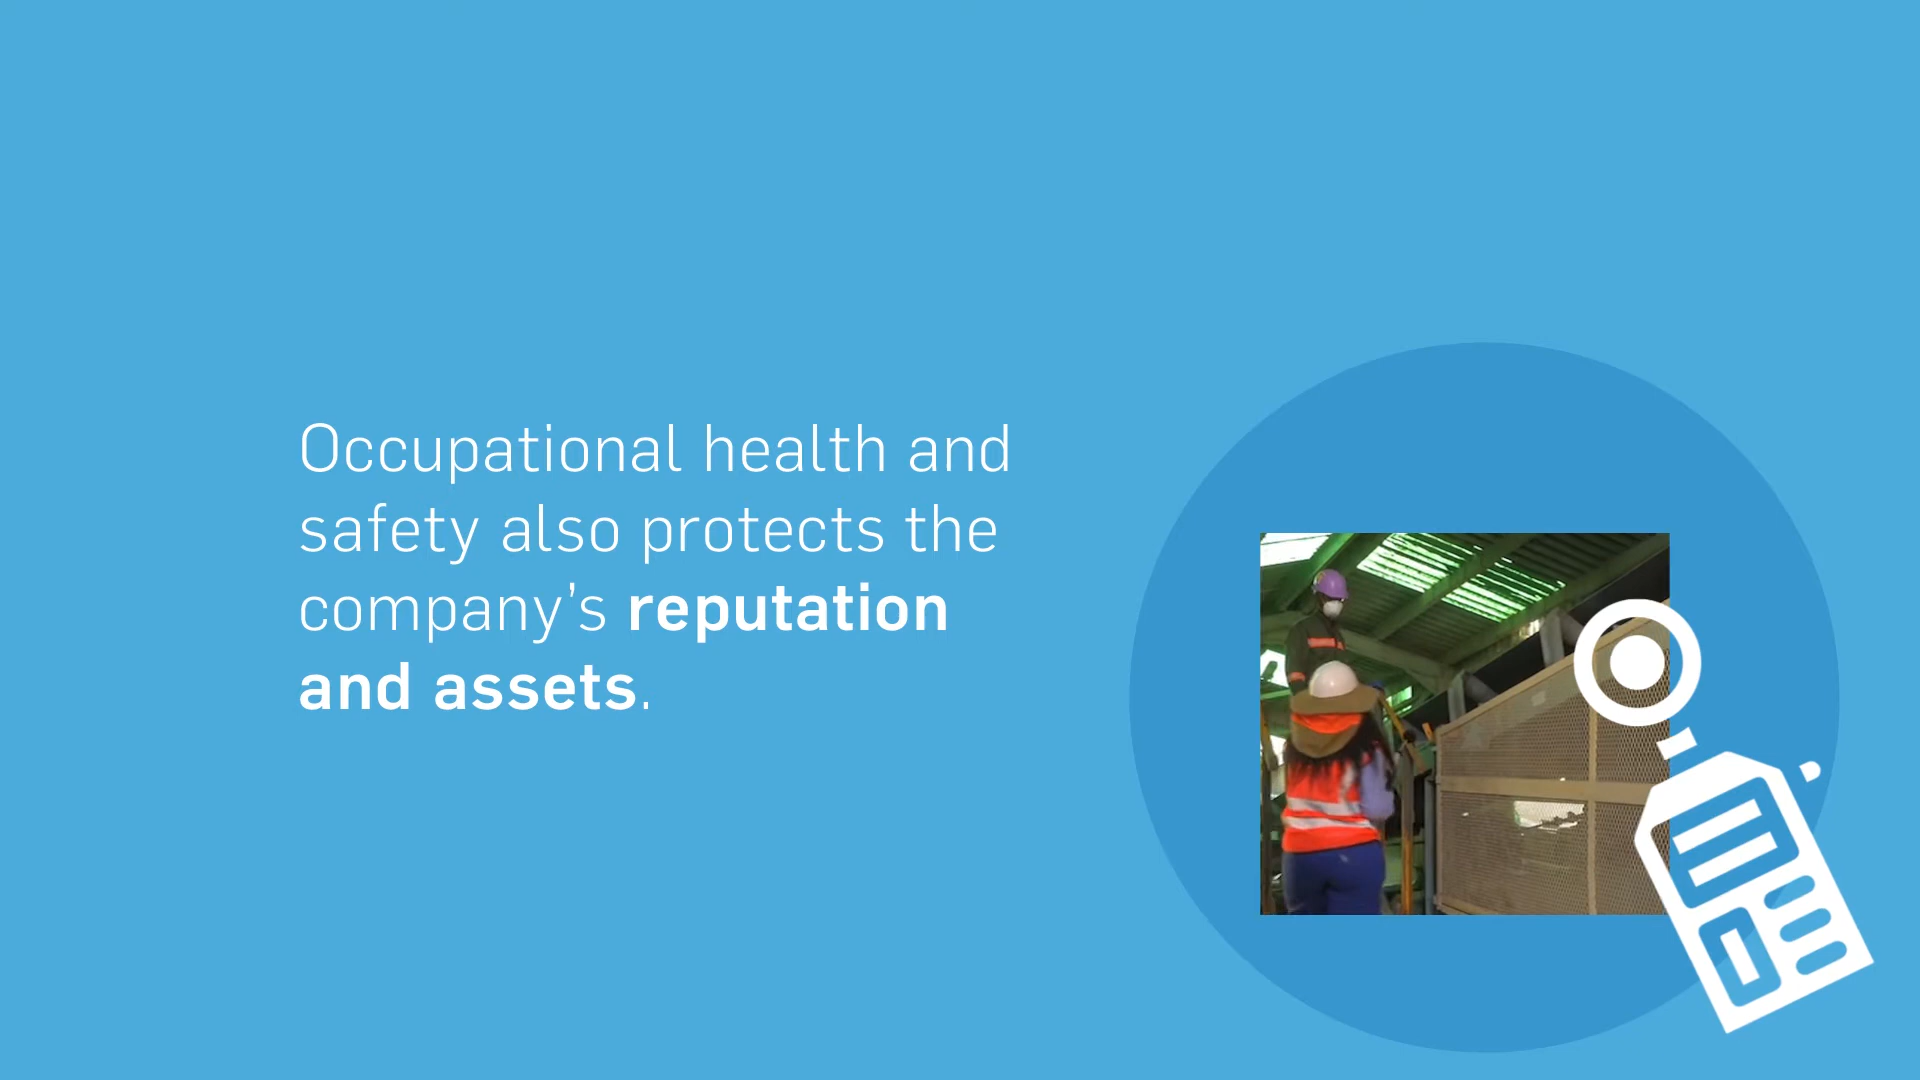 Occupational health and
safety also protects the
company’s reputation
and assets.